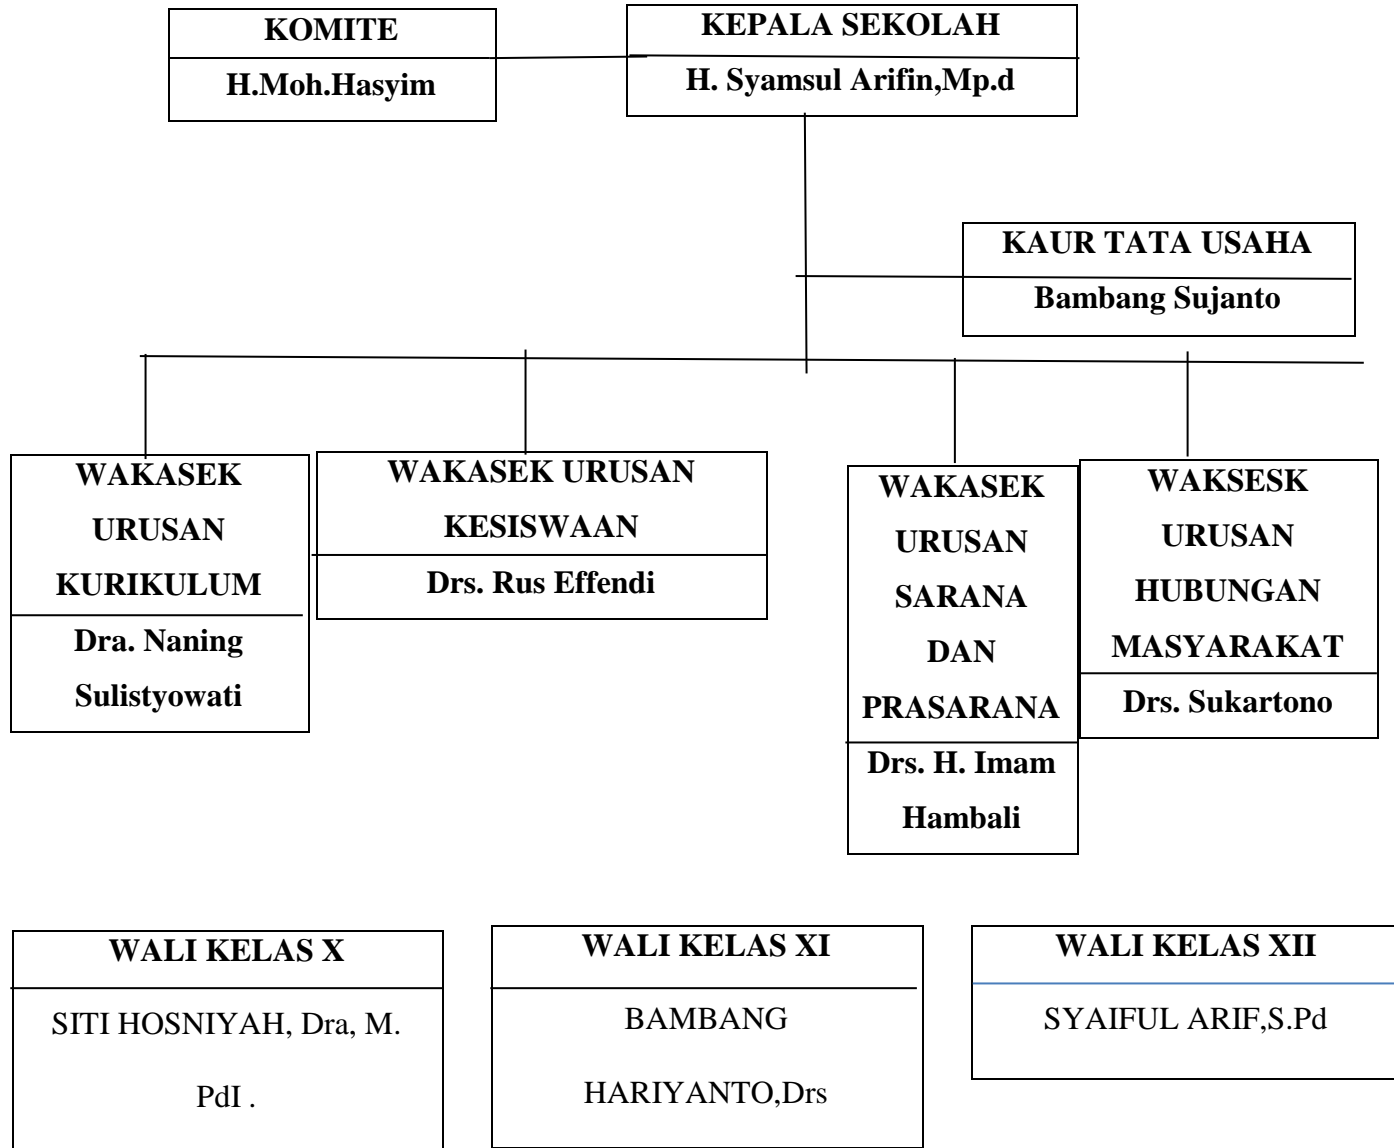 KOMITE
H.Moh.Hasyim
KEPALA SEKOLAH
H. Syamsul Arifin,Mp.d
KAUR TATA USAHA
Bambang Sujanto
WAKASEK
URUSAN
KURIKULUM
Dra. Naning
Sulistyowati
WAKASEK URUSAN
KESISWAAN
Drs. Rus Effendi
WAKASEK
URUSAN
SARANA
DAN
PRASARANA
Drs. H. Imam
Hambali
WAKSESK
URUSAN
HUBUNGAN
MASYARAKAT
Drs. Sukartono
WALI KELAS X
SITI HOSNIYAH, Dra, M.
PdI .
WALI KELAS XI
BAMBANG
HARIYANTO,Drs
WALI KELAS XII
SYAIFUL ARIF,S.Pd